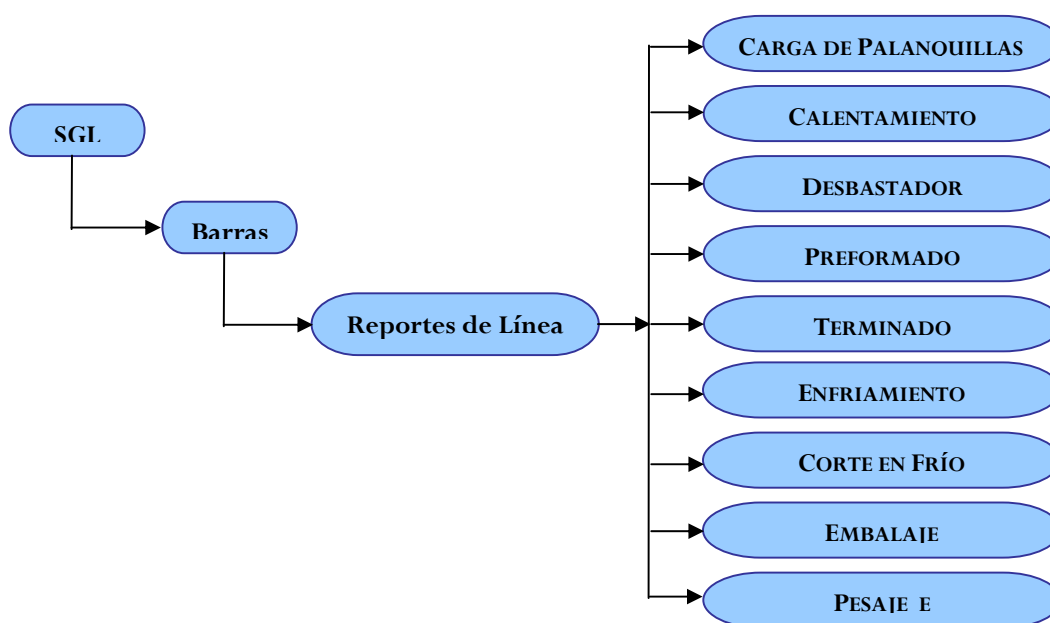 CARGA DE PALANQUILLAS
SGL
CALENTAMIENTO
DESBASTADOR
Barras
PREFORMADO
Reportes de Línea
TERMINADO
ENFRIAMIENTO
CORTE EN FRÍO
EMBALAJE
PESAJE E